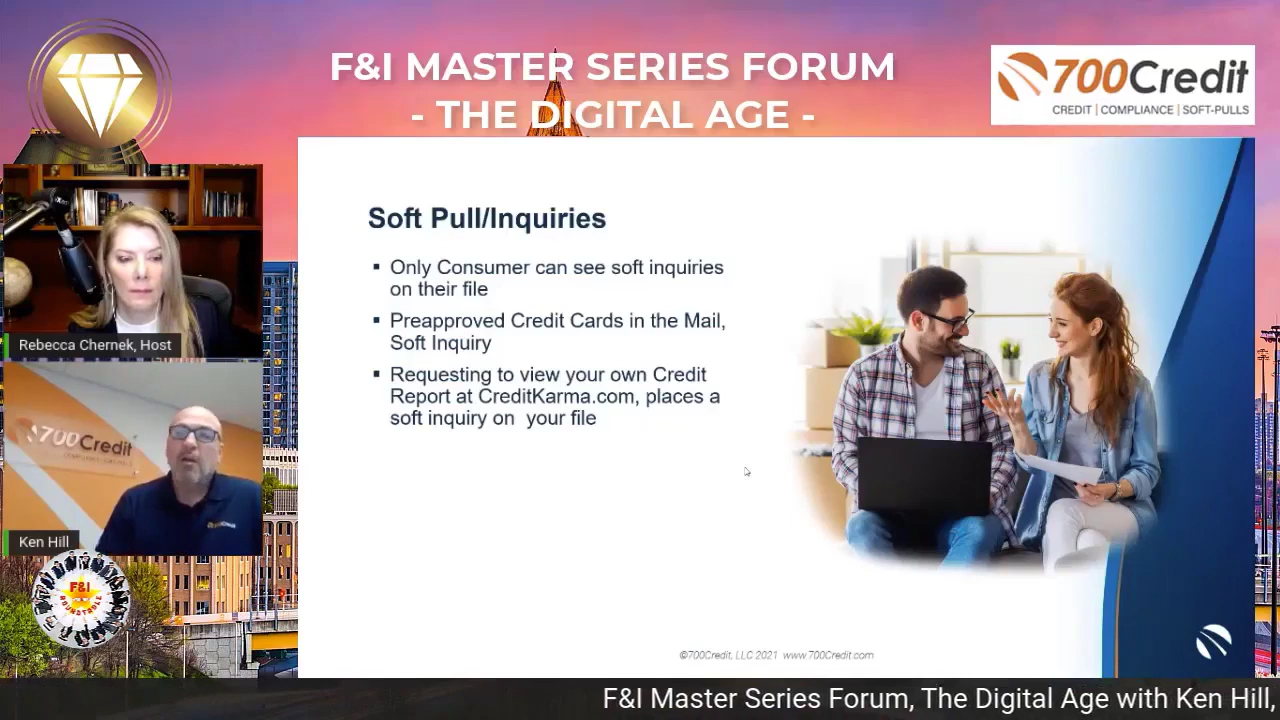 F&I MASTER SERIES FORUM
- THE DIGITAL AGE -
700Credit
CREDIT | COMPLIANCE | SOFT-PULLS
Rebecca Chernek, Host
700Credit
Ken Hill
F&I
ROUNDTABLE
Soft Pull/Inquiries
▪ Only Consumer can see soft inquiries
on their file
▪ Preapproved Credit Cards in the Mail,
Soft Inquiry
▪ Requesting to view your own Credit
Report at CreditKarma.com, places a
soft inquiry on your file
©700Credit, LLC 2021 www.700Credit.com
F&I Master Series Forum, The Digital Age with Ken Hill,